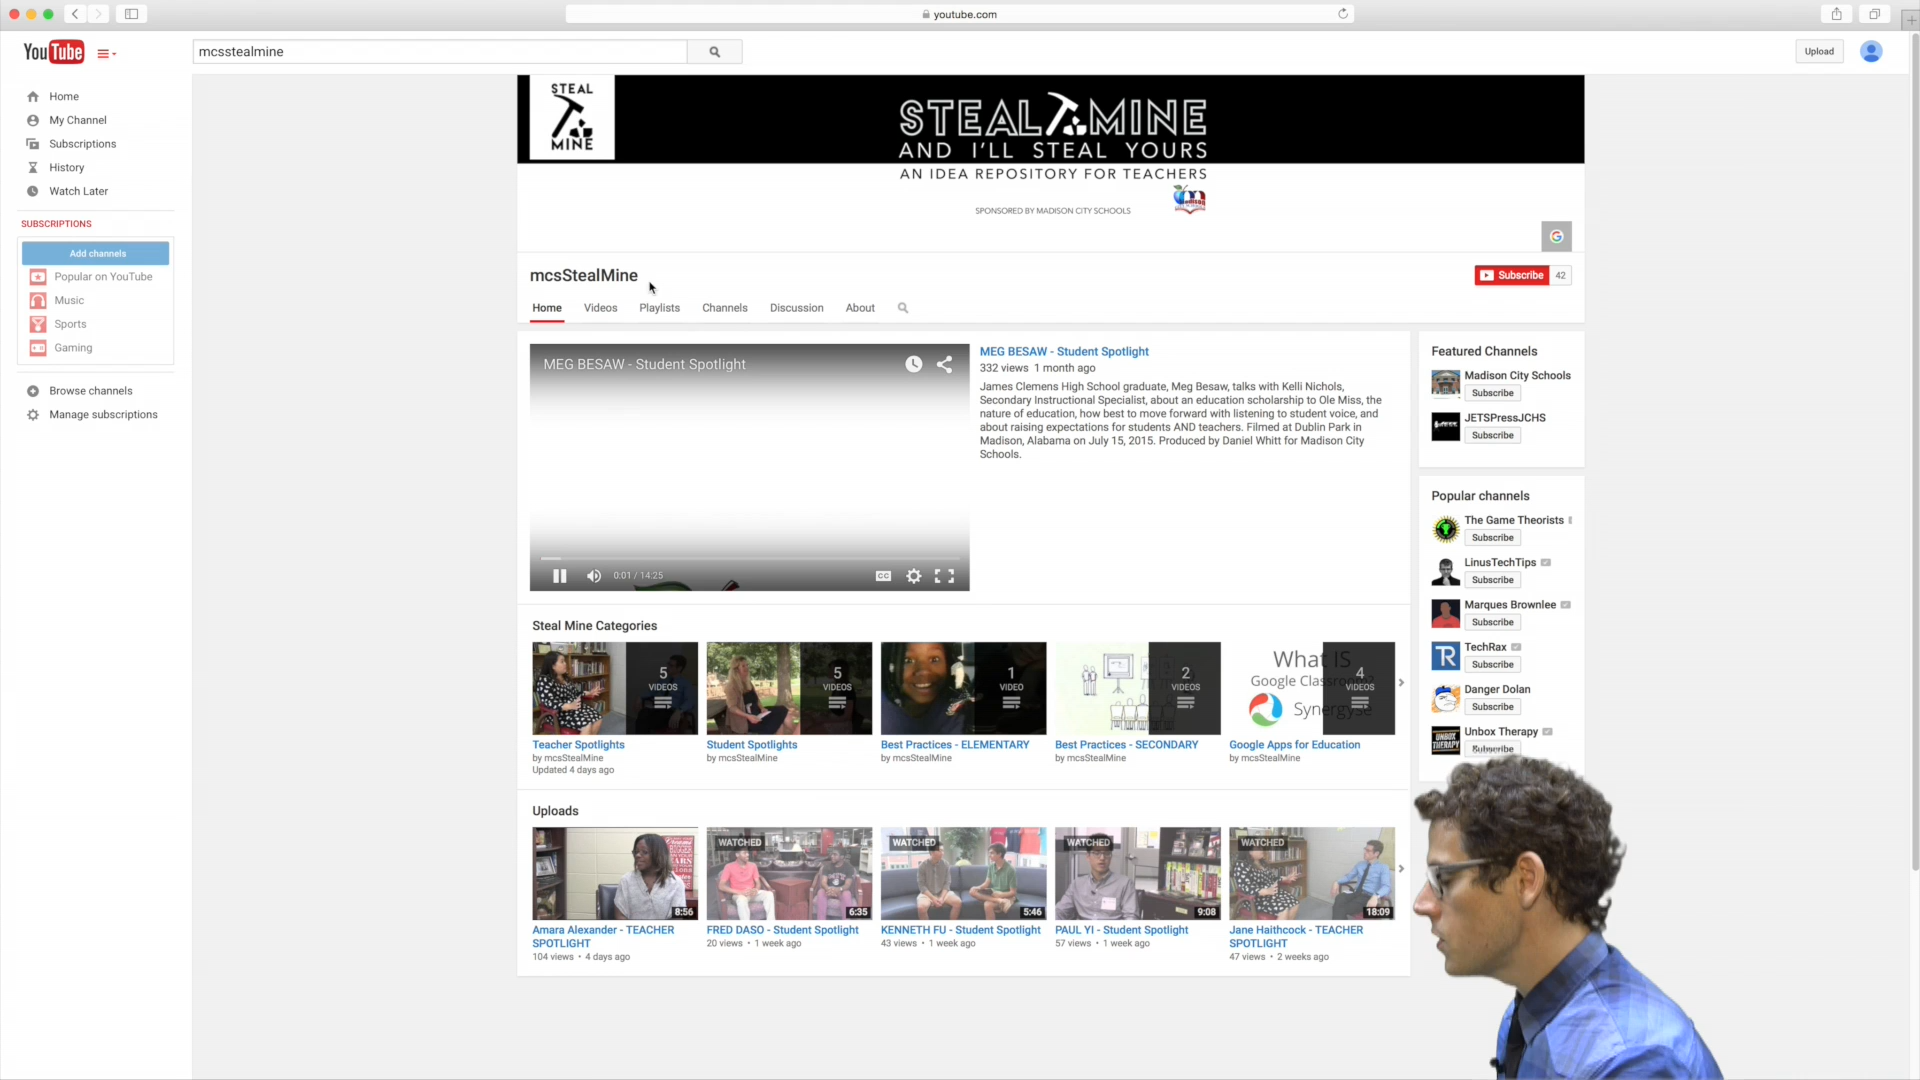 youtube.com
YouTube
mcsstealmine
Upload
Home
My Channel
Subscriptions
History
Watch Later
SUBSCRIPTIONS
Add channels
Popular on YouTube
Music
Sports
Gaming
Browse channels
Manage subscriptions
STEAL
MINE
STEAL MINE
AND I'LL STEAL YOURS
AN IDEA REPOSITORY FOR TEACHERS
SPONSORED BY MADISON CITY SCHOOLS
mcsStealMine
Subscribe 42
Home Videos Playlists Channels Discussion About
MEG BESAW - Student Spotlight
0:01 / 14:25
CC
MEG BESAW - Student Spotlight
332 views 1 month ago
James Clemens High School graduate, Meg Besaw, talks with Kelli Nichols,
Secondary Instructional Specialist, about an education scholarship to Ole Miss, the
nature of education, how best to move forward with listening to student voice, and
about raising expectations for students AND teachers. Filmed at Dublin Park in
Madison, Alabama on July 15, 2015. Produced by Daniel Whitt for Madison City
Schools.
Featured Channels
Madison City Schools
Subscribe
JETSPressJCHS
Subscribe
Popular channels
The Game Theorists
Subscribe
LinusTechTips
Subscribe
Marques Brownlee
Subscribe
TechRax
Subscribe
Danger Dolan
Subscribe
UNBOX
THERAPY
Unbox Therapy
Subscribe
Steal Mine Categories
5
VIDEOS
Teacher Spotlights
by mcsStealMine
Updated 4 days ago
5
VIDEOS
Student Spotlights
by mcsStealMine
1
VIDEO
Best Practices - ELEMENTARY
by mcsStealMine
2
VIDEOS
Best Practices - SECONDARY
by mcsStealMine
What IS
Google Classroom?
Synergyse
4
VIDEOS
Google Apps for Education
by mcsStealMine
Uploads
8:56
Amara Alexander - TEACHER
SPOTLIGHT
104 views • 4 days ago
WATCHED
6:35
FRED DASO - Student Spotlight
20 views • 1 week ago
WATCHED
5:46
KENNETH FU - Student Spotlight
43 views • 1 week ago
WATCHED
9:08
PAUL YI - Student Spotlight
57 views • 1 week ago
WATCHED
18:09
Jane Haithcock - TEACHER
SPOTLIGHT
47 views • 2 weeks ago